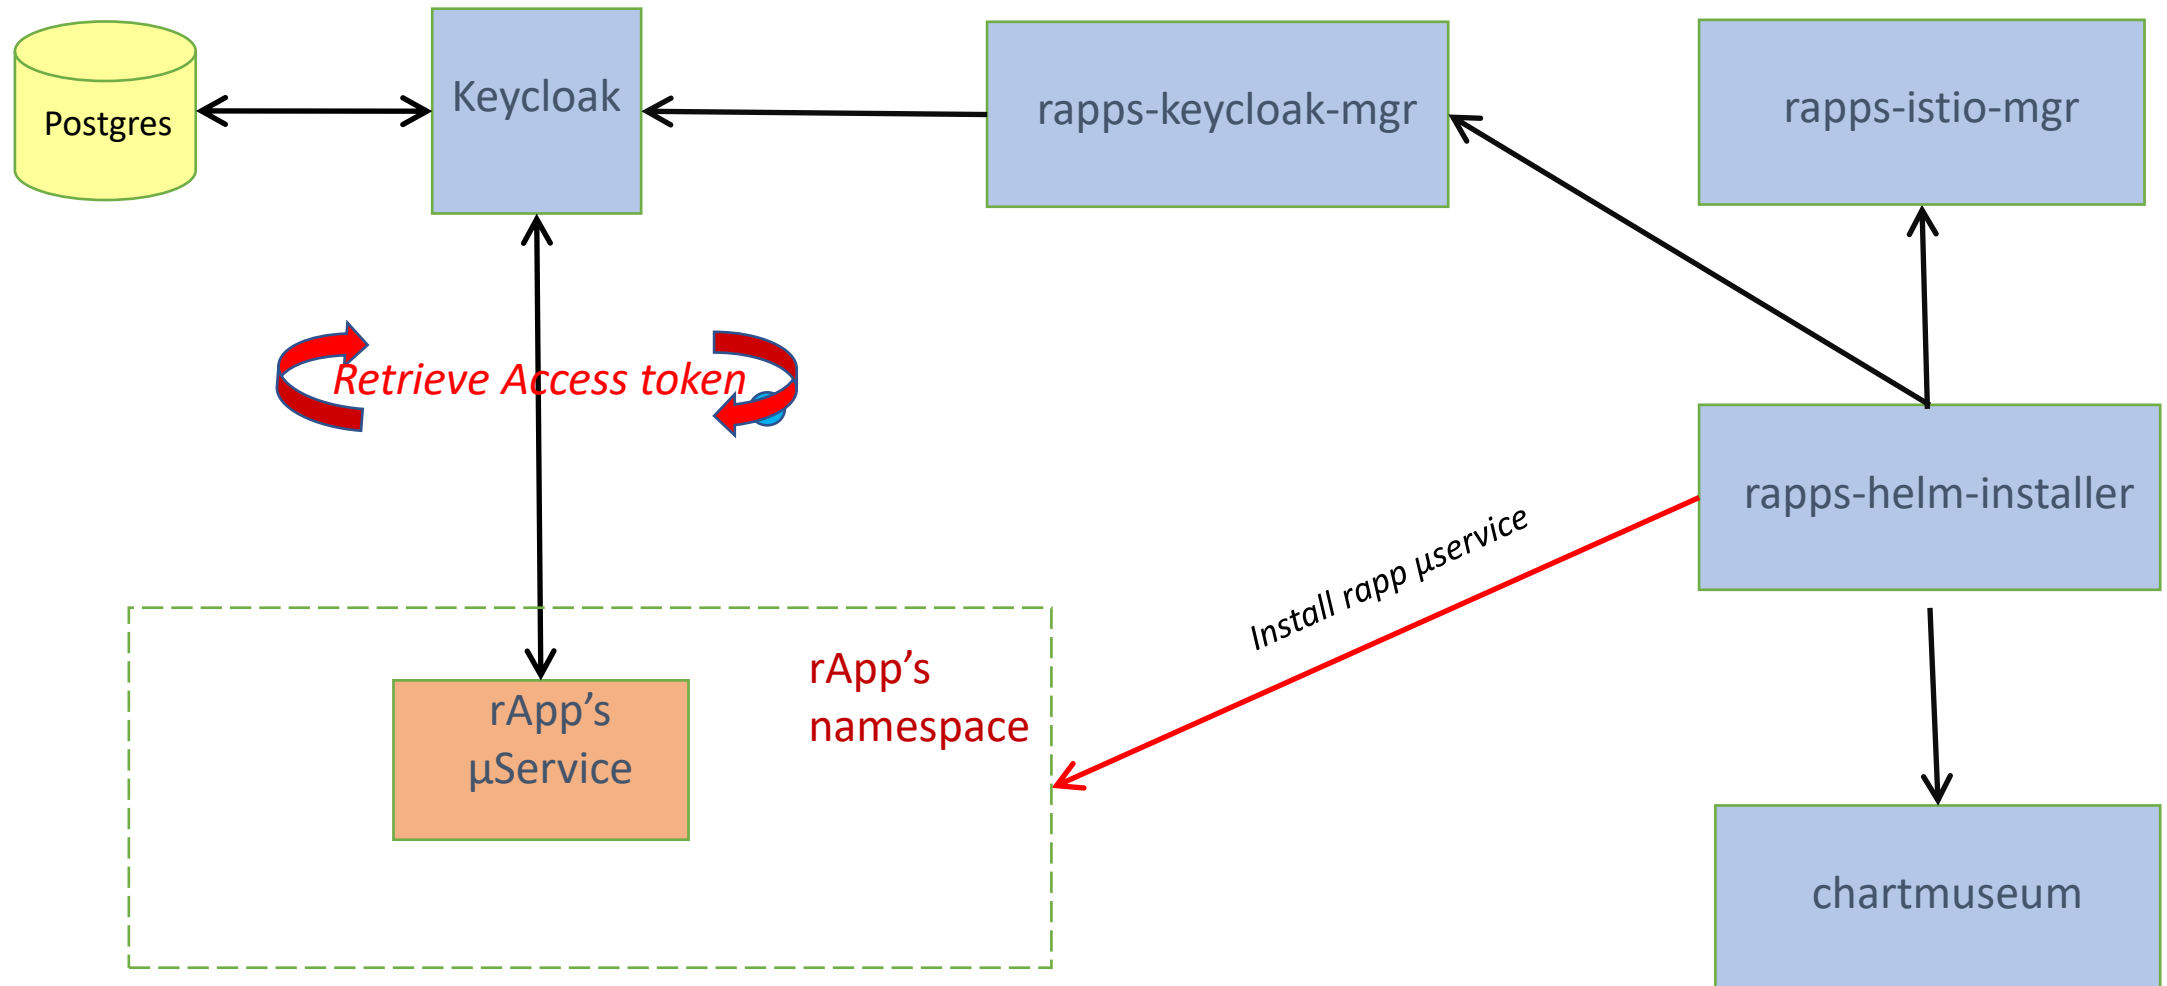 Postgres
Keycloak
rapps-keycloak-mgr
rapps-istio-mgr
Retrieve Access token
rapps-helm-installer
Install rapp µservice
rApp’s
namespace
rApp’s
µService
chartmuseum